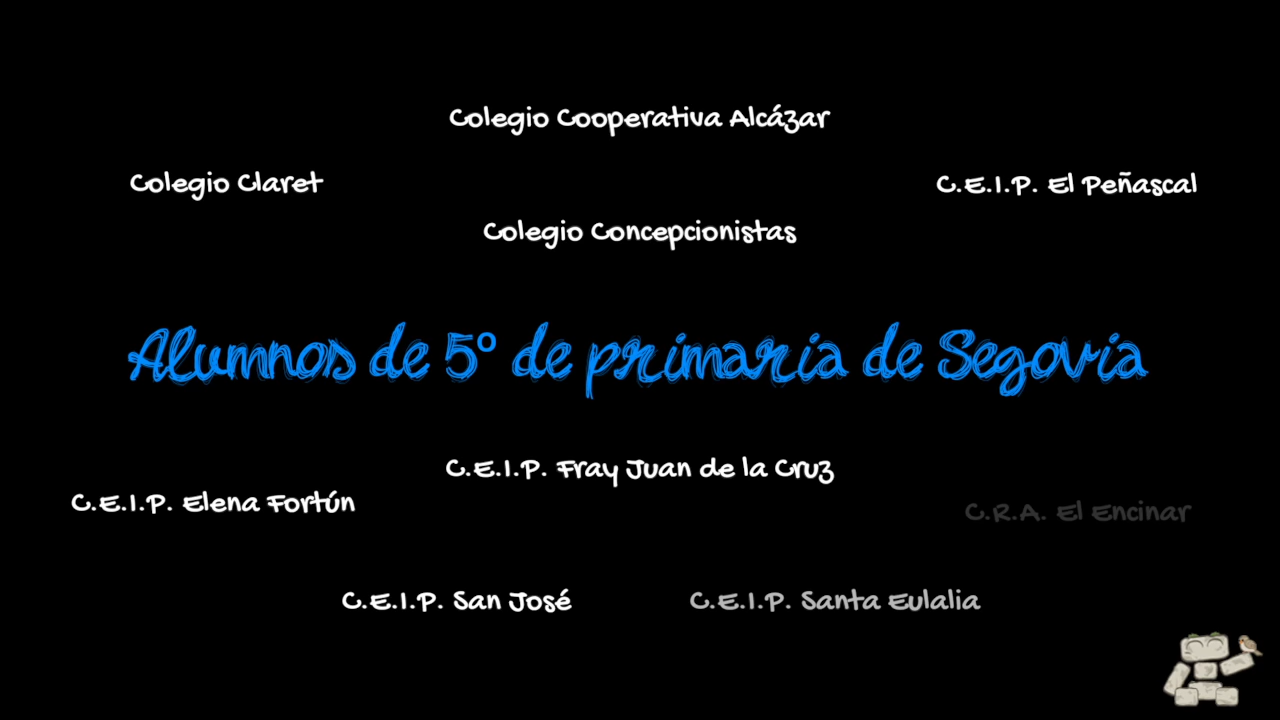 Colegio Cooperativa Alcázar
Colegio Claret
C.E.I.P. El Peñascal
Colegio Concepcionistas
Alumnos de 5º de primaria de Segovia
C.E.I.P. Fray Juan de la Cruz
C.E.I.P. Elena Fortún
C.R.A. El Encinar
C.E.I.P. San José
C.E.I.P. Santa Eulalia